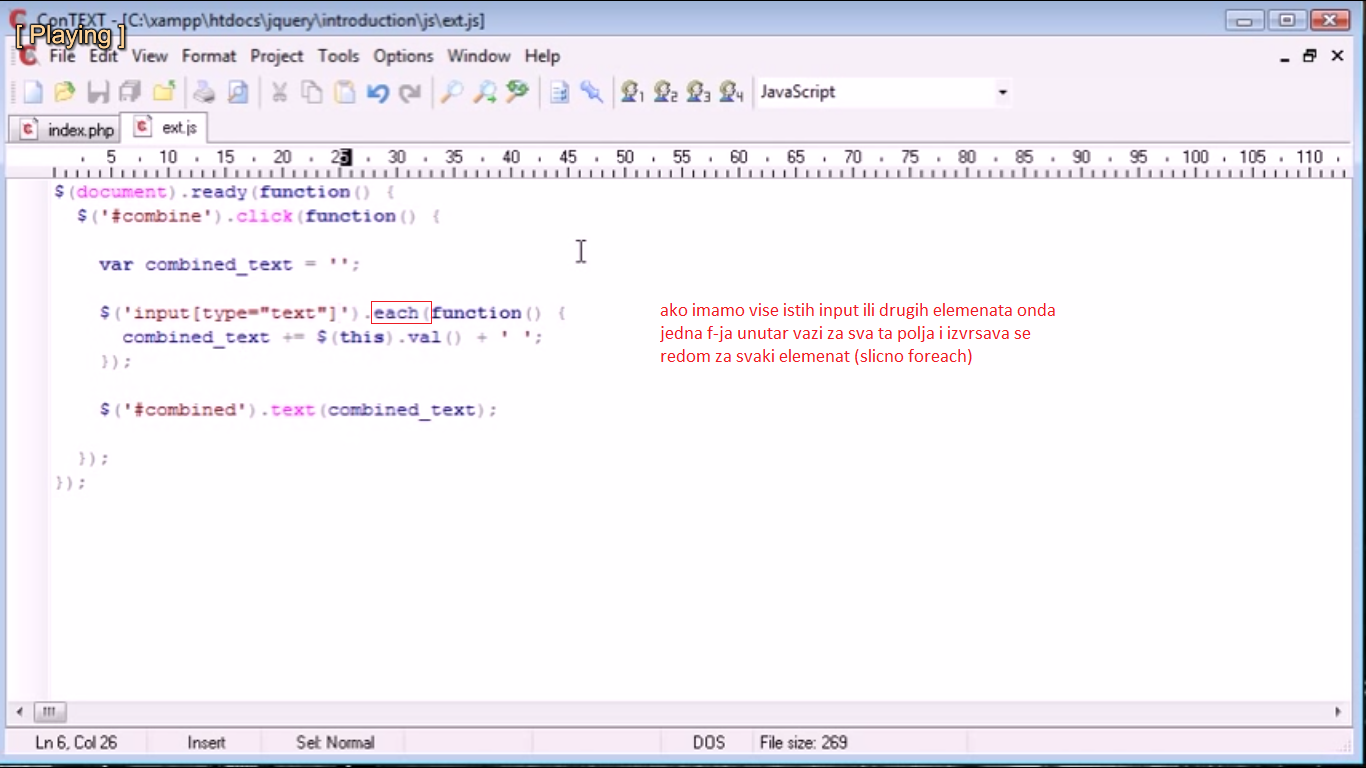 ConTEXT - [C:\xampp\htdocs\jquery\introduction\js\ext.js]
[ Playing ]
File Edit View Format Project Tools Options Window Help
1 2 3 4 JavaScript
index.php ext.js
5 10 15 20 25 30 35 40 45 50 55 60 65 70 75 80 85 90 95 100 105 110
$(document).ready(function() {
$('#combine').click(function() {
var combined_text = '';
$('input[type="text"]').each(function() {
combined_text += $(this).val() + ' ';
});
$('#combined').text(combined_text);
});
});
ako imamo vise istih input ili drugih elemenata onda
jedna f-ja unutar vazi za sva ta polja i izvrsava se
redom za svaki elemenat (slicno foreach)
Ln 6, Col 26 Insert Sel: Normal DOS File size: 269